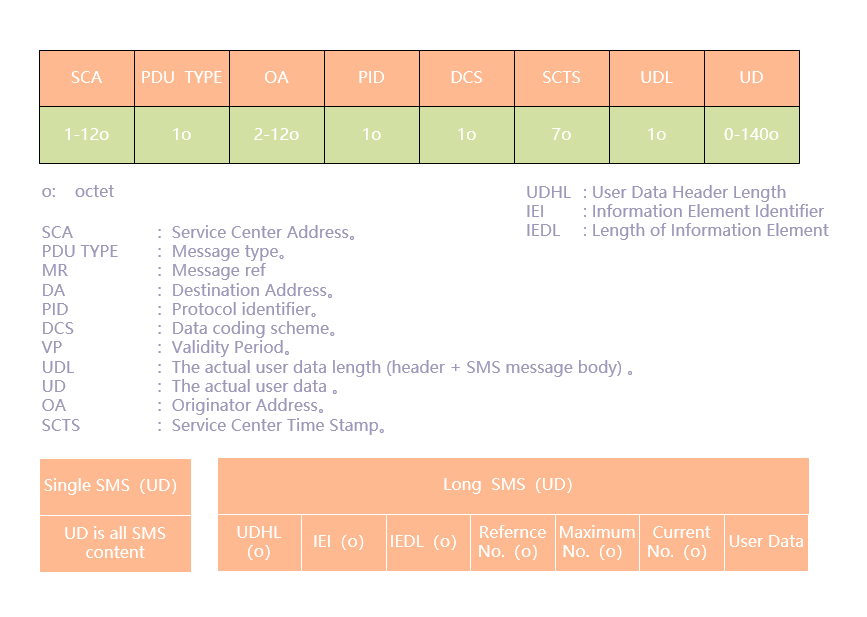 SCA PDU TYPE OA PID DCS SCTS UDL UD
1-12o 1o 2-12o 1o 1o 7o 1o 0-140o
o: octet
UDHL : User Data Header Length
IEI : Information Element Identifier
IEDL : Length of Information Element
SCA : Service Center Address。
PDU TYPE : Message type。
MR : Message ref
DA : Destination Address。
PID : Protocol identifier。
DCS : Data coding scheme。
VP : Validity Period。
UDL : The actual user data length (header + SMS message body) 。
UD : The actual user data 。
OA : Originator Address。
SCTS : Service Center Time Stamp。
Single SMS（UD）
UD is all SMS
content
Long SMS（UD）
UDHL
（o）
IEI（o）
IEDL（o）
Refernce
No.（o）
Maximum
No.（o）
Current
No.（o）
User Data